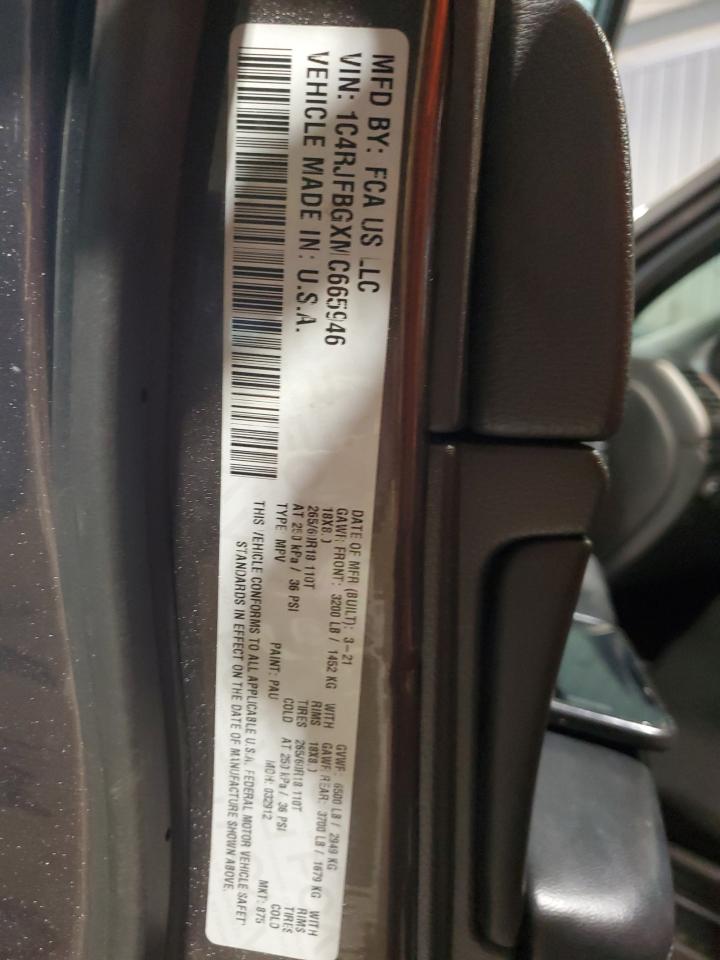 MFD BY: FCA US LLC
VIN: 1C4RJFBGXMC665946
VEHICLE MADE IN: U.S.A.
DATE OF MFR (BUILT): 3-21 GVWR: 6500 LB / 2949 KG
GAWR FRONT: 3200 LB / 1452 KG WITH GAWR REAR: 3700 LB / 1679 KG WITH
18X8.0 RIMS 18X8.0 RIMS
265/60R18 110T TIRES 265/60R18 110T TIRES
AT 250 kPa / 36 PSI COLD AT 250 kPa / 36 PSI COLD
TYPE: MPV PAINT: PAU MDH: 032912 MKT: 875
THIS VEHICLE CONFORMS TO ALL APPLICABLE U.S.A. FEDERAL MOTOR VEHICLE SAFETY
STANDARDS IN EFFECT ON THE DATE OF MANUFACTURE SHOWN ABOVE.